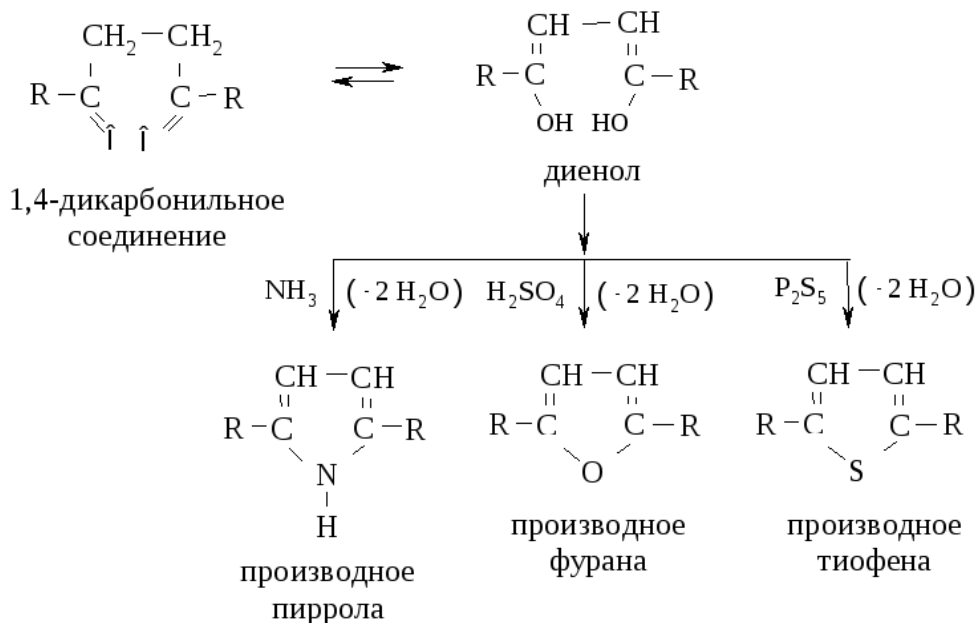 CH₂—CH₂ CH—CH
R—C C—R R—C C—R
Î Î OH HO
диенол
1,4-дикарбонильное
соединение
NH₃ (-2 H₂O) H₂SO₄ (-2 H₂O) P₂S₅ (-2 H₂O)
CH—CH CH—CH CH—CH
R—C C—R R—C C—R R—C C—R
N O S
H
производное
фурана
производное
тиофена
производное
пиррола